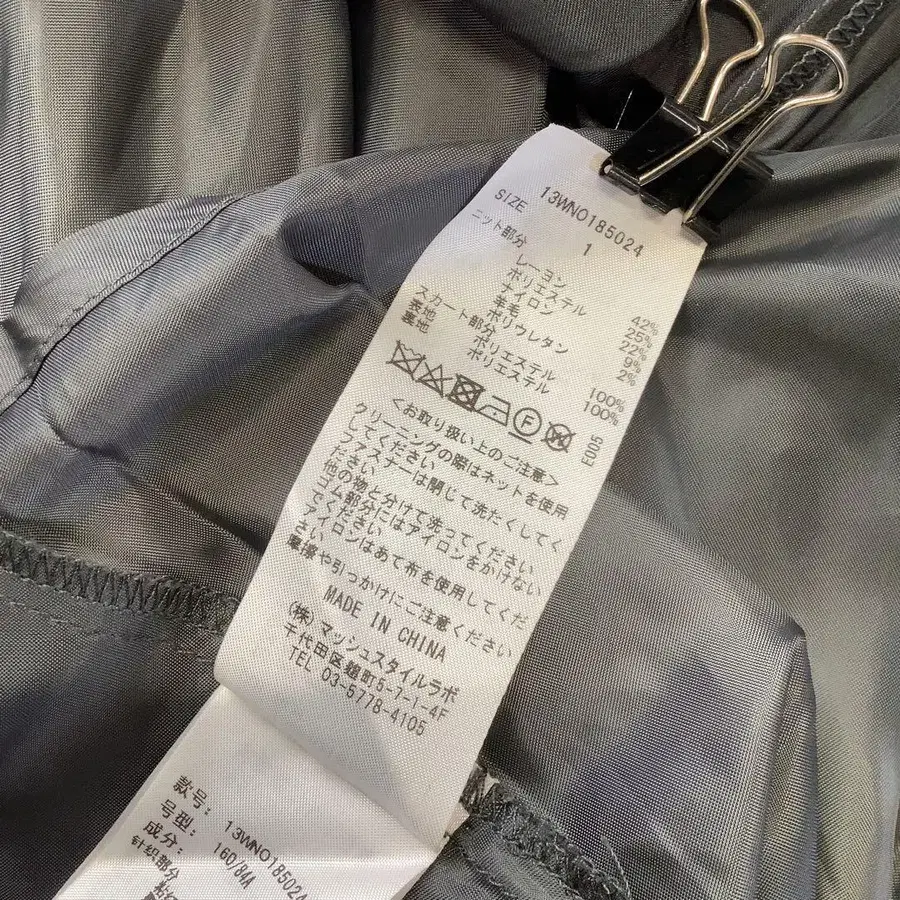 13WNO185024
SIZE 1
ニット部分
レーヨン 42%
ポリエステル 25%
ナイロン 22%
羊毛 9%
ポリウレタン 2%
スカート部分
表地 ポリエステル 100%
裏地 ポリエステル 100%
F
E005
<お取り扱い上のご注意>
クリーニングの際はネットを使用
してください
ファスナーは閉じて洗たくしてく
ださい
他の物と分けて洗ってください
ゴム部分にはアイロンをかけない
でください
アイロンはあて布を使用してくだ
さい
摩擦や引っかけにご注意ください
MADE IN CHINA
(株)マッシュスタイルラボ
千代田区麹町5-7-1-4F
TEL 03-5778-4105
款号: 13WNO185024
号型: 160/84A
成分:
针织部分